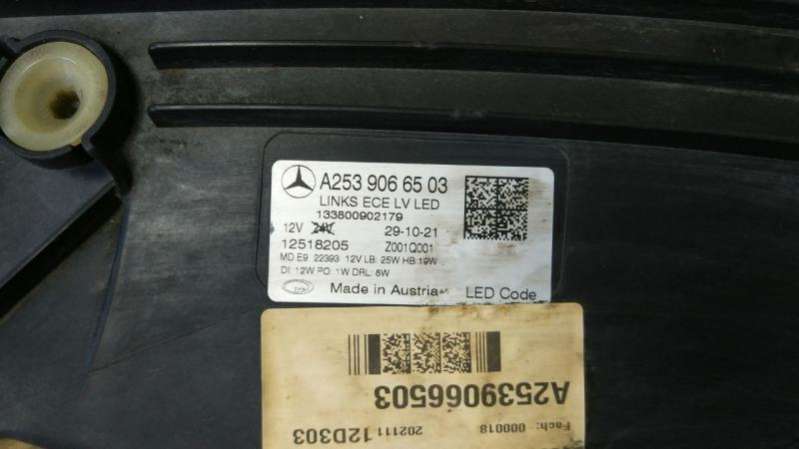 A253 906 65 03
LINKS ECE LV LED
133800902179
12V 24V 29-10-21
12518205 Z001Q001
MD E9 22393 12V LB: 25W HB: 19W
DI: 12W PO: 1W DRL: 8W
Made in Austria LED Code
A2539066503
Fach: 000018
202111 12D303